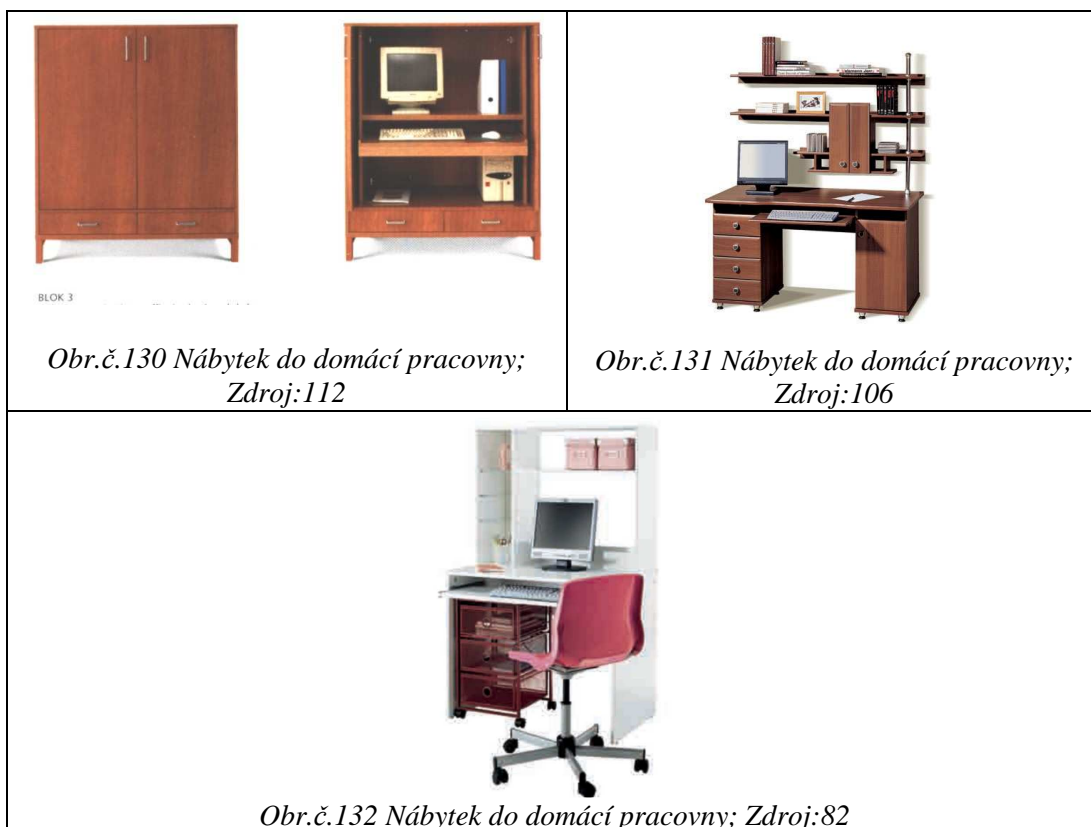 BLOK 3
Obr.č.130 Nábytek do domácí pracovny;
Zdroj:112
Obr.č.131 Nábytek do domácí pracovny;
Zdroj:106
Obr.č.132 Nábytek do domácí pracovny; Zdroj:82